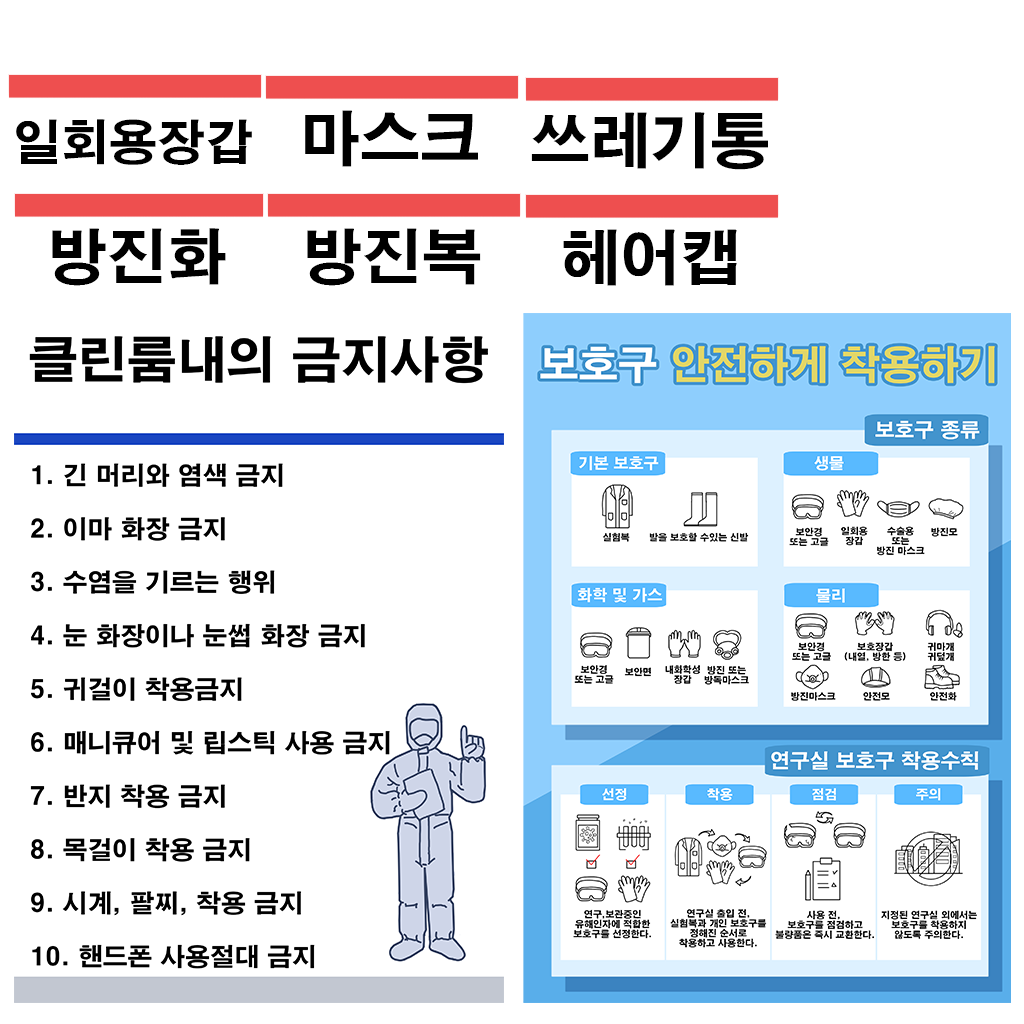 일회용장갑
마스크
쓰레기통
방진화
방진복
헤어캡
클린룸내의 금지사항
1. 긴 머리와 염색 금지
2. 이마 화장 금지
3. 수염을 기르는 행위
4. 눈 화장이나 눈썹 화장 금지
5. 귀걸이 착용금지
6. 매니큐어 및 립스틱 사용 금지
7. 반지 착용 금지
8. 목걸이 착용 금지
9. 시계, 팔찌, 착용 금지
10. 핸드폰 사용절대 금지
보호구 안전하게 착용하기
보호구 종류
기본 보호구
실험복
발을 보호할 수있는 신발
생물
보안경
또는 고글
일회용
장갑
수술용
또는
방진 마스크
방진모
화학 및 가스
보안경
또는 고글
보안면
내화학성
장갑
방진 또는
방독마스크
물리
보안경
또는 고글
보호장갑
(내열, 방한 등)
귀마개
귀덮개
방진마스크
안전모
안전화
연구실 보호구 착용수칙
선정
연구,보관중인
유해인자에 적합한
보호구를 선정한다.
착용
연구실 출입 전,
실험복과 개인 보호구를
정해진 순서로
착용하고 사용한다.
점검
사용 전,
보호구를 점검하고
불량품은 즉시 교환한다.
주의
지정된 연구실 외에서는
보호구를 착용하지
않도록 주의한다.